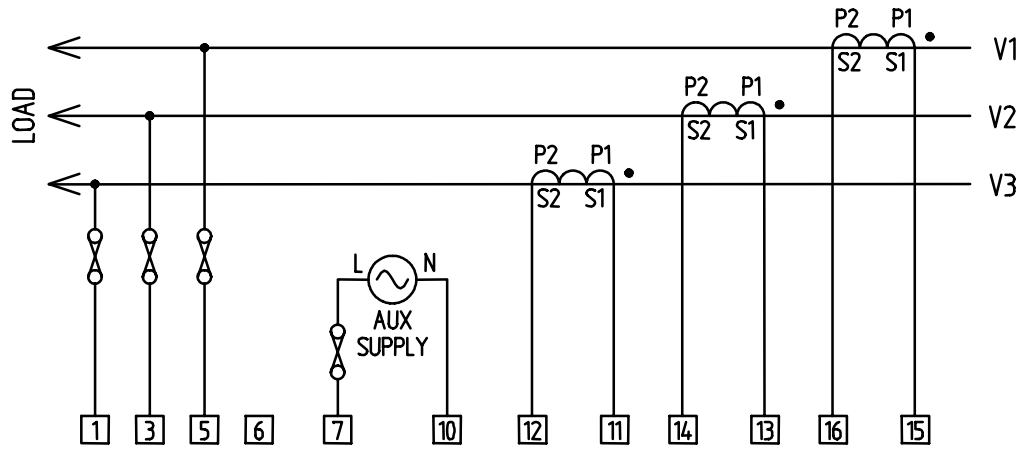 P2 P1
S2 S1
V1
P2 P1
S2 S1
V2
LOAD
P2 P1
S2 S1
V3
L N
AUX
SUPPLY
1 3 5 6 7 10 12 11 14 13 16 15